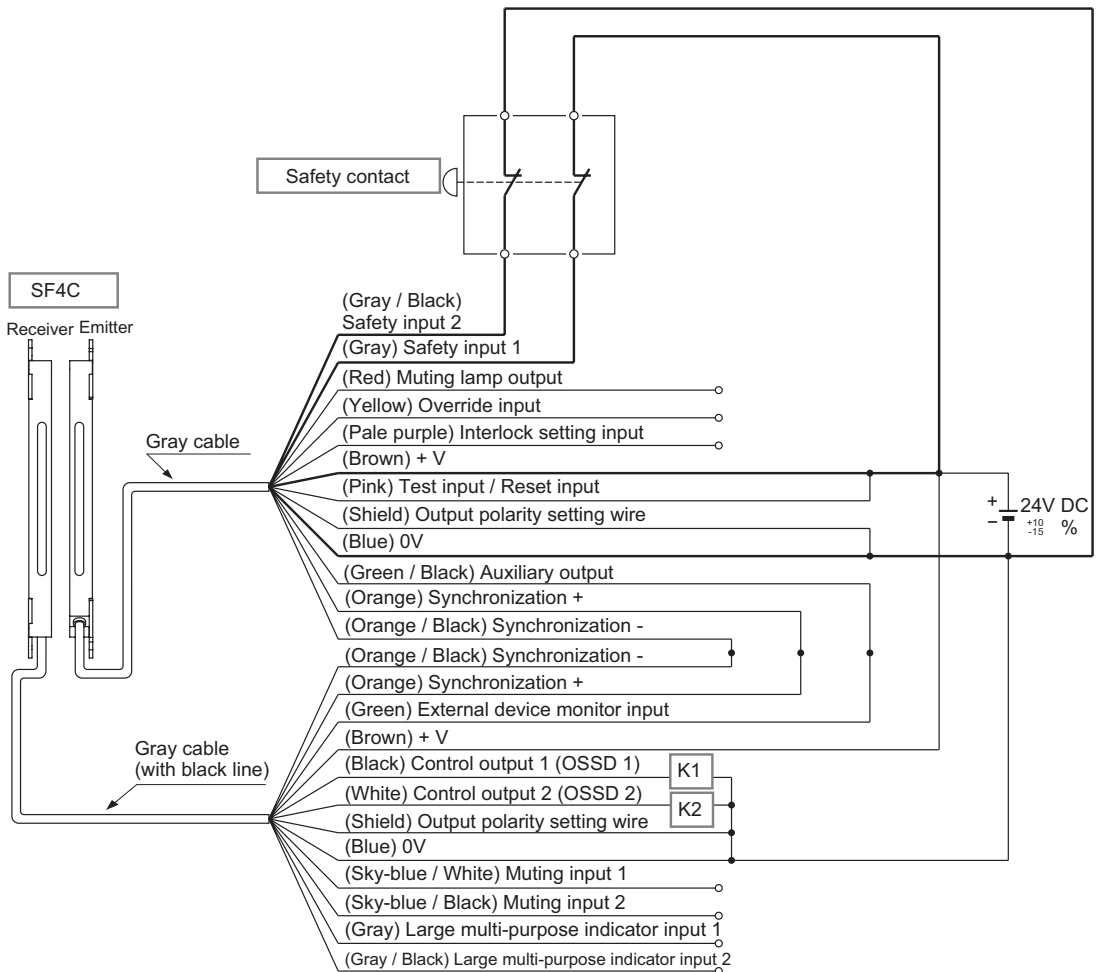 Safety contact
SF4C
Receiver Emitter
(Gray / Black)
Safety input 2
(Gray) Safety input 1
(Red) Muting lamp output
(Yellow) Override input
(Pale purple) Interlock setting input
(Brown) + V
(Pink) Test input / Reset input
(Shield) Output polarity setting wire
(Blue) 0V
(Green / Black) Auxiliary output
(Orange) Synchronization +
(Orange / Black) Synchronization -
(Orange / Black) Synchronization -
(Orange) Synchronization +
(Green) External device monitor input
(Brown) + V
(Black) Control output 1 (OSSD 1)
(White) Control output 2 (OSSD 2)
(Shield) Output polarity setting wire
(Blue) 0V
(Sky-blue / White) Muting input 1
(Sky-blue / Black) Muting input 2
(Gray) Large multi-purpose indicator input 1
(Gray / Black) Large multi-purpose indicator input 2
Gray cable
Gray cable
(with black line)
K1
K2
+
−
24V DC
+10
-15 %